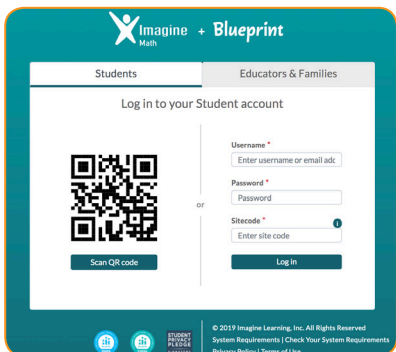 Imagine + Blueprint
Math
Students
Educators & Families
Log in to your Student account
Username *
Enter username or email adc
Password *
or
Password
Sitecode *
i
Enter site code
Scan QR code
Log in
STUDENT
PRIVACY
PLEDGE
© 2019 Imagine Learning, Inc. All Rights Reserved
System Requirements | Check Your System Requirements
Privacy Policy | Terms of Use